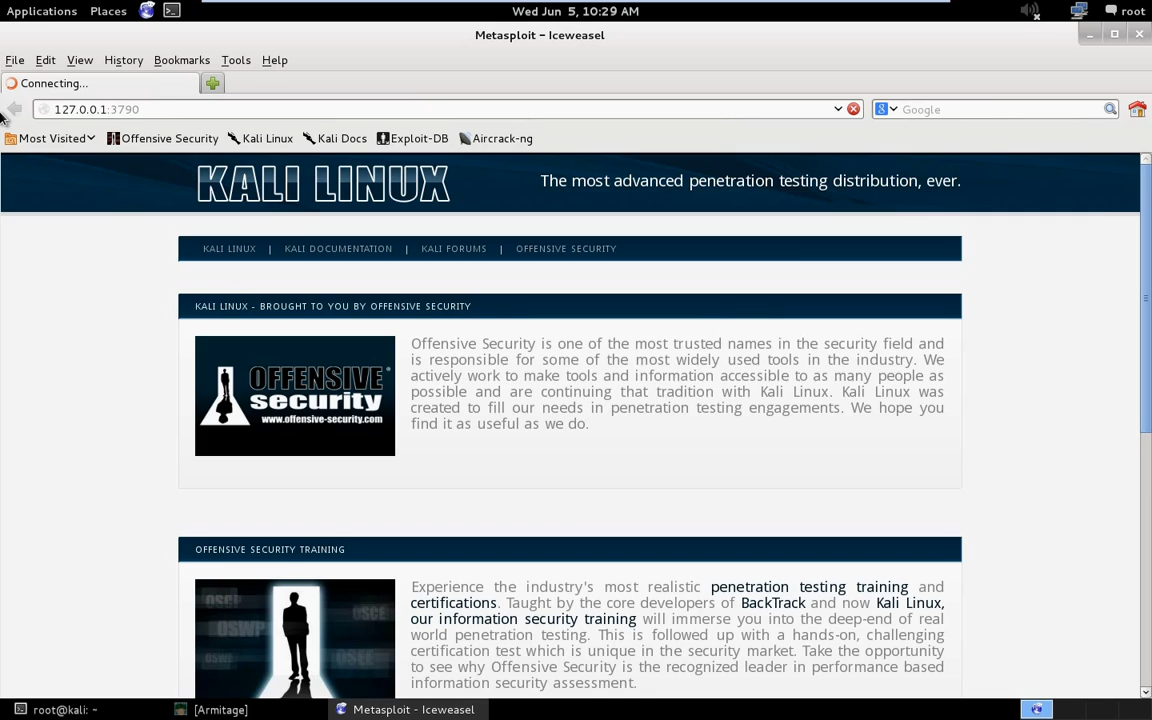 Applications Places Wed Jun 5, 10:29 AM root
Metasploit - Iceweasel
File Edit View History Bookmarks Tools Help
Connecting...
127.0.0.1:3790 Google
Most Visited Offensive Security Kali Linux Kali Docs Exploit-DB Aircrack-ng
KALI LINUX The most advanced penetration testing distribution, ever.
KALI LINUX | KALI DOCUMENTATION | KALI FORUMS | OFFENSIVE SECURITY
KALI LINUX - BROUGHT TO YOU BY OFFENSIVE SECURITY
OFFENSIVE
security
www.offensive-security.com
Offensive Security is one of the most trusted names in the security field and
is responsible for some of the most widely used tools in the industry. We
actively work to make tools and information accessible to as many people as
possible and are continuing that tradition with Kali Linux. Kali Linux was
created to fill our needs in penetration testing engagements. We hope you
find it as useful as we do.
OFFENSIVE SECURITY TRAINING
OSCP
OSWP
OSCE
OSEE
Experience the industry's most realistic penetration testing training and
certifications. Taught by the core developers of BackTrack and now Kali Linux,
our information security training will immerse you into the deep-end of real
world penetration testing. This is followed up with a hands-on, challenging
certification test which is unique in the security market. Take the opportunity
to see why Offensive Security is the recognized leader in performance based
information security assessment.
root@kali: ~ [Armitage] Metasploit - Iceweasel